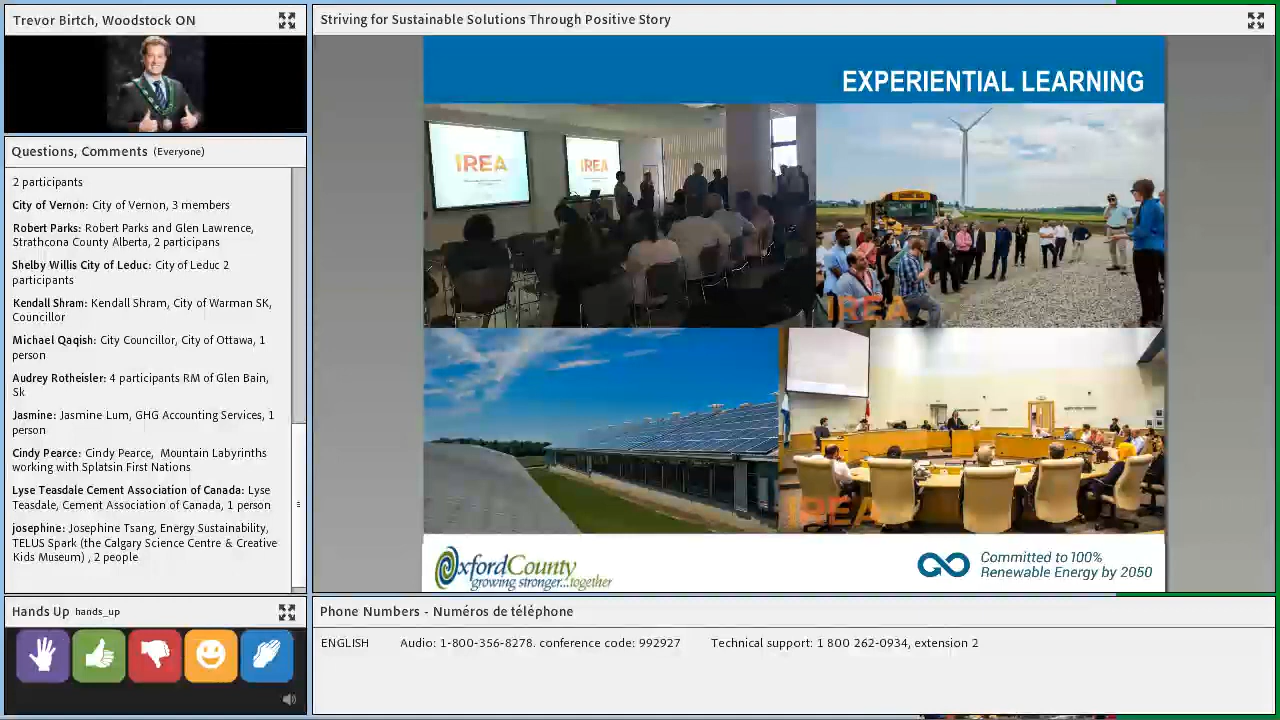 Trevor Birtch, Woodstock ON
Questions, Comments (Everyone)
2 participants
City of Vernon: City of Vernon, 3 members
Robert Parks: Robert Parks and Glen Lawrence,
Strathcona County Alberta, 2 participans
Shelby Willis City of Leduc: City of Leduc 2
participants
Kendall Shram: Kendall Shram, City of Warman SK,
Councillor
Michael Qaqish: City Councillor, City of Ottawa, 1
person
Audrey Rotheisler: 4 participants RM of Glen Bain,
Sk
Jasmine: Jasmine Lum, GHG Accounting Services, 1
person
Cindy Pearce: Cindy Pearce, Mountain Labyrinths
working with Splatsin First Nations
Lyse Teasdale Cement Association of Canada: Lyse
Teasdale, Cement Association of Canada, 1 person
josephine: Josephine Tsang, Energy Sustainability,
TELUS Spark (the Calgary Science Centre & Creative
Kids Museum) , 2 people
Hands Up hands_up
Striving for Sustainable Solutions Through Positive Story
EXPERIENTIAL LEARNING
IREA
IREA
IREA
IREA
OxfordCounty
growing stronger...together
Committed to 100%
Renewable Energy by 2050
Phone Numbers - Numéros de téléphone
ENGLISH Audio: 1-800-356-8278. conference code: 992927 Technical support: 1 800 262-0934, extension 2